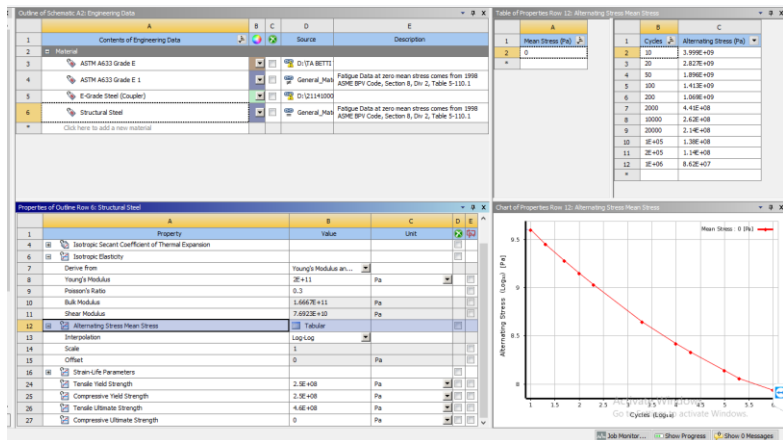 Outline of Schematic A2: Engineering Data
A B C D E
1 Contents of Engineering Data Source Description
2 Material
3 ASTM A633 Grade E D:\TA BETTI
4 ASTM A633 Grade E 1 General_Mat Fatigue Data at zero mean stress comes from 1998
ASME BPV Code, Section 8, Div 2, Table 5-110.1
5 E-Grade Steel (Coupler) D:\21141000
6 Structural Steel General_Mat Fatigue Data at zero mean stress comes from 1998
ASME BPV Code, Section 8, Div 2, Table 5-110.1
* Click here to add a new material
Table of Properties Row 12: Alternating Stress Mean Stress
A
1 Mean Stress (Pa)
2 0
*
B C
1 Cycles Alternating Stress (Pa)
2 10 3.999E+09
3 20 2.827E+09
4 50 1.896E+09
5 100 1.413E+09
6 200 1.069E+09
7 2000 4.41E+08
8 10000 2.62E+08
9 20000 2.14E+08
10 1E+05 1.38E+08
11 2E+05 1.14E+08
12 1E+06 8.62E+07
*
Properties of Outline Row 6: Structural Steel
A B C D E
1 Property Value Unit
4 Isotropic Secant Coefficient of Thermal Expansion
6 Isotropic Elasticity
7 Derive from Young's Modulus an...
8 Young's Modulus 2E+11 Pa
9 Poisson's Ratio 0.3
10 Bulk Modulus 1.6667E+11 Pa
11 Shear Modulus 7.6923E+10 Pa
12 Alternating Stress Mean Stress Tabular
13 Interpolation Log-Log
14 Scale 1
15 Offset 0 Pa
16 Strain-Life Parameters
24 Tensile Yield Strength 2.5E+08 Pa
25 Compressive Yield Strength 2.5E+08 Pa
26 Tensile Ultimate Strength 4.6E+08 Pa
27 Compressive Ultimate Strength 0 Pa
Chart of Properties Row 12: Alternating Stress Mean Stress
Mean Stress : 0 [Pa]
Alternating Stress (Log₁₀) [Pa]
9.5
9
8.5
8
1 1.5 2 2.5 3 3.5 4 4.5 5 5.5 6
Cycles (Log₁₀)
Activate Windows
Go to activate Windows.
Job Monitor... Show Progress Show 0 Messages